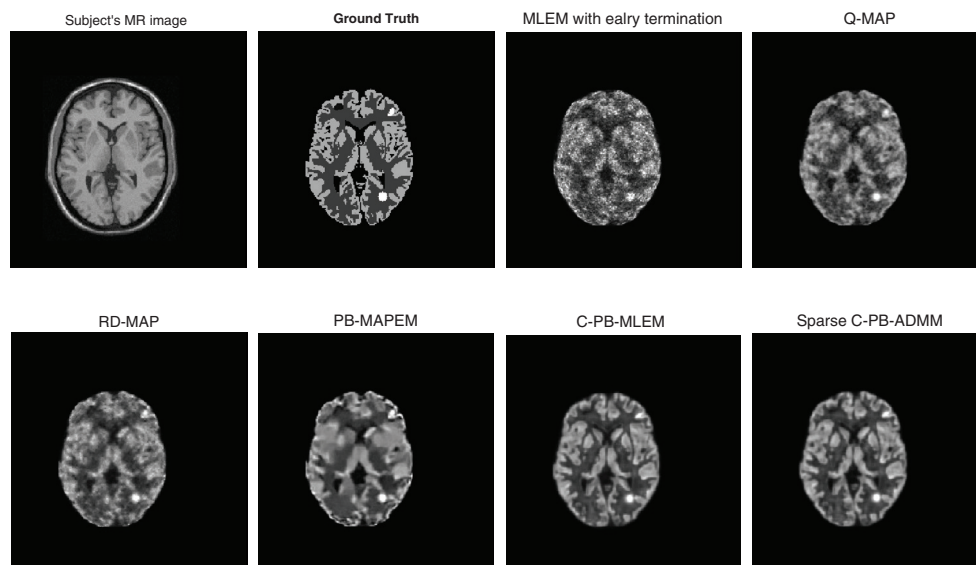 Subject's MR image
Ground Truth
MLEM with ealry termination
Q-MAP
RD-MAP
PB-MAPEM
C-PB-MLEM
Sparse C-PB-ADMM